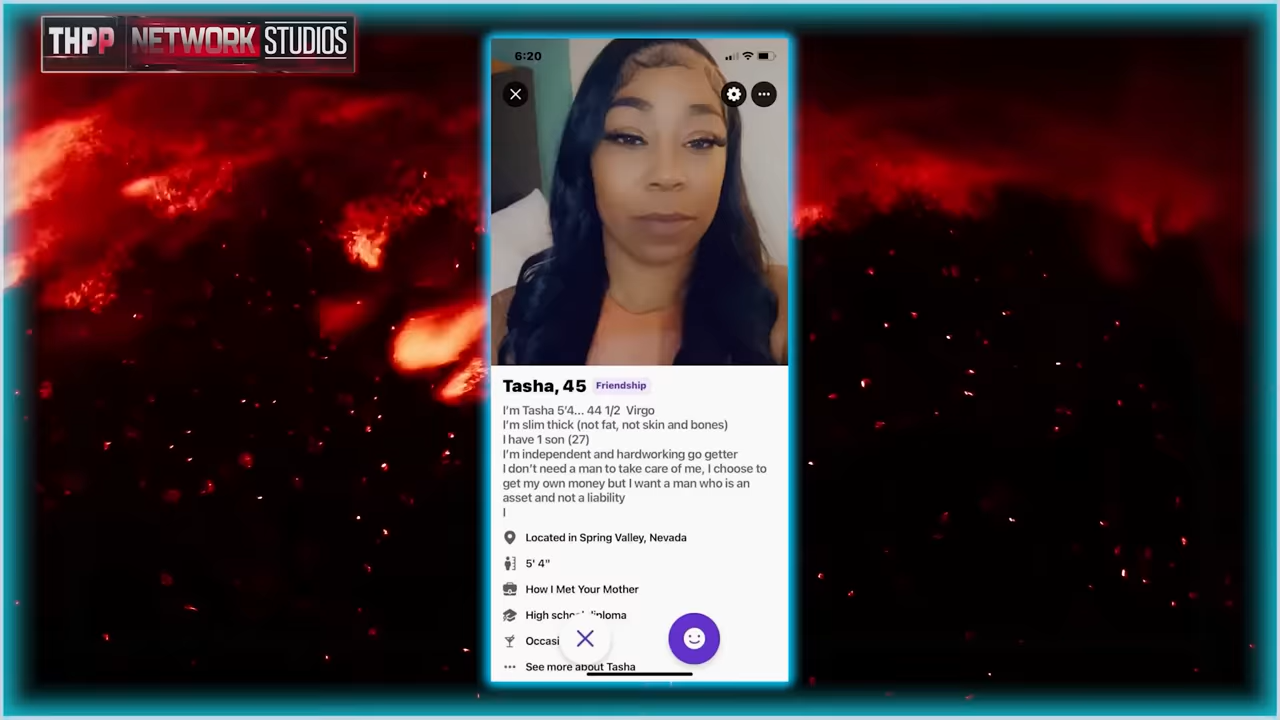 THPP NETWORK STUDIOS
6:20
Tasha, 45 Friendship
I'm Tasha 5'4... 44 1/2 Virgo
I'm slim thick (not fat, not skin and bones)
I have 1 son (27)
I'm independent and hardworking go getter
I don't need a man to take care of me, I choose to
get my own money but I want a man who is an
asset and not a liability
I
Located in Spring Valley, Nevada
5' 4"
How I Met Your Mother
High school diploma
See more about Tasha